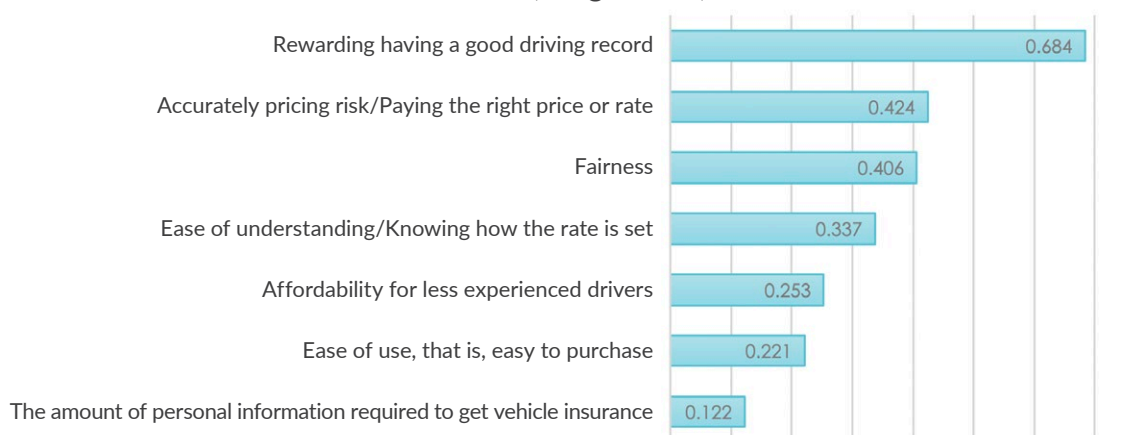 Rewarding having a good driving record 0.684
Accurately pricing risk/Paying the right price or rate 0.424
Fairness 0.406
Ease of understanding/Knowing how the rate is set 0.337
Affordability for less experienced drivers 0.253
Ease of use, that is, easy to purchase 0.221
The amount of personal information required to get vehicle insurance 0.122